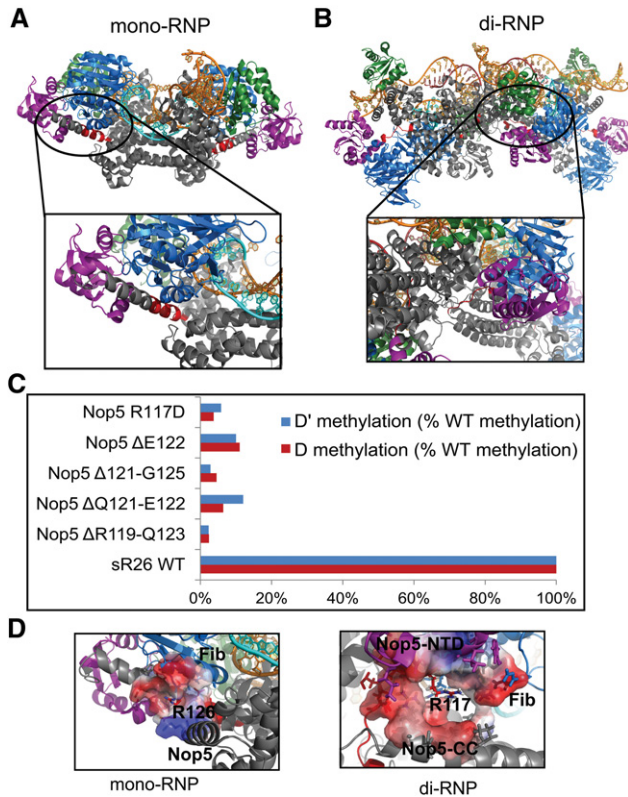 A
mono-RNP
B
di-RNP
C
Nop5 R117D
Nop5 ΔE122
Nop5 Δ121-G125
Nop5 ΔQ121-E122
Nop5 ΔR119-Q123
sR26 WT
D' methylation (% WT methylation)
D methylation (% WT methylation)
0%
20%
40%
60%
80%
100%
D
Fib
R126
Nop5
mono-RNP
Nop5-NTD
R117
Fib
Nop5-CC
di-RNP